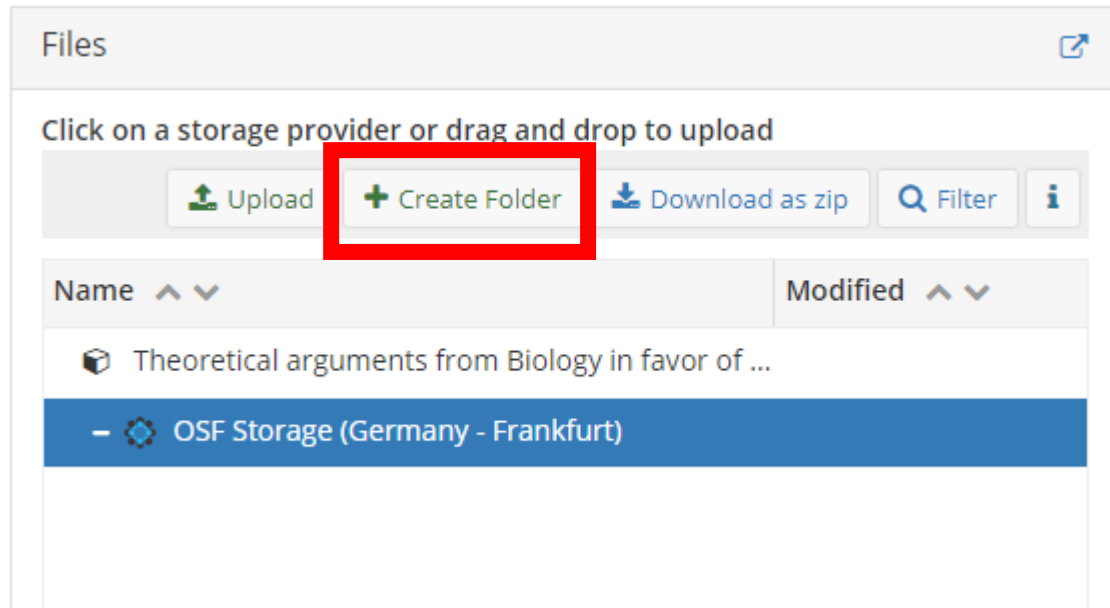 Files
Click on a storage provider or drag and drop to upload
Upload Create Folder Download as zip Filter i
Name Modified
Theoretical arguments from Biology in favor of ...
OSF Storage (Germany - Frankfurt)